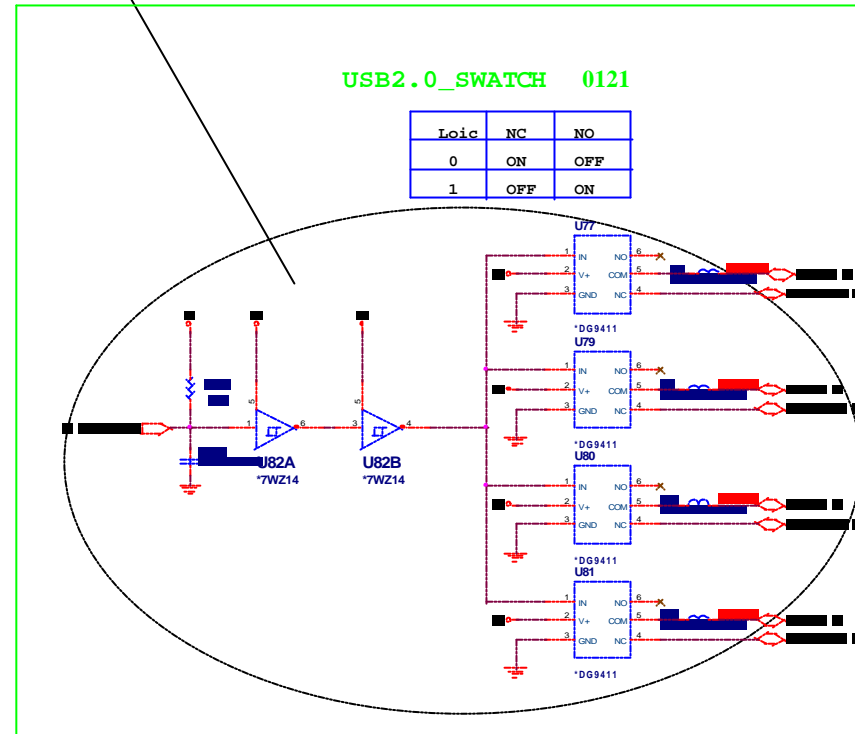 USB2.0_SWATCH 0121
Loic NC NO
0 ON OFF
1 OFF ON
U77
1 IN NO 6
2 V+ COM 5
3 GND NC 4
*DG9411
U79
1 IN NO 6
2 V+ COM 5
3 GND NC 4
*DG9411
5
5
1
6
3
4
U82A
*7WZ14
U82B
*7WZ14
U80
1 IN NO 6
2 V+ COM 5
3 GND NC 4
*DG9411
U81
1 IN NO 6
2 V+ COM 5
3 GND NC 4
*DG9411